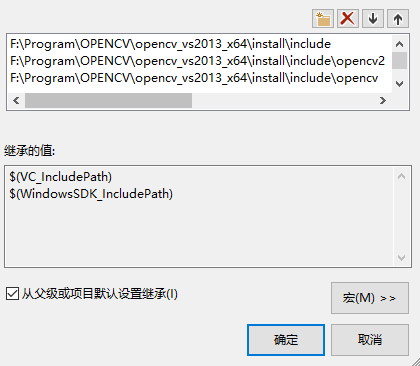 F:\Program\OPENCV\opencv_vs2013_x64\install\include
F:\Program\OPENCV\opencv_vs2013_x64\install\include\opencv2
F:\Program\OPENCV\opencv_vs2013_x64\install\include\opencv
继承的值:
$(VC_IncludePath)
$(WindowsSDK_IncludePath)
从父级或项目默认设置继承(I)
宏(M) >>
确定
取消